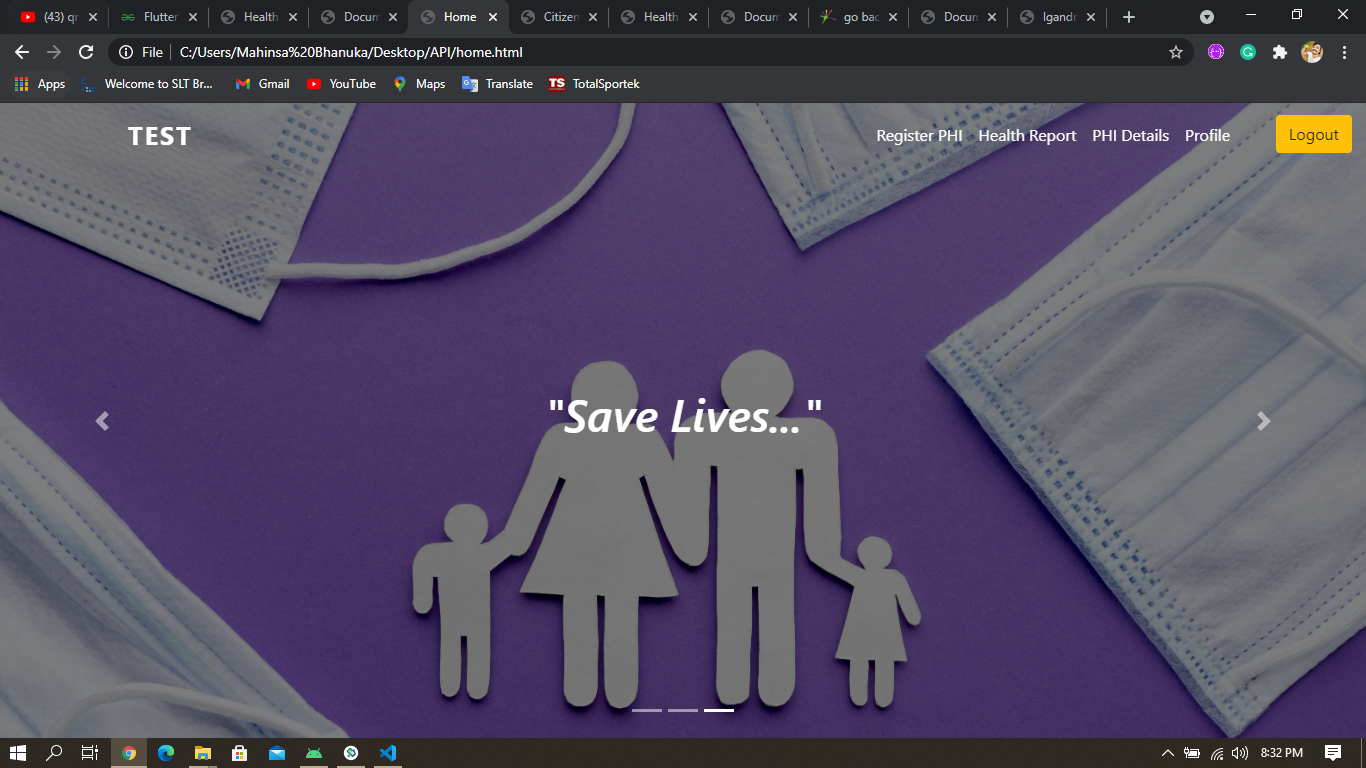 (43) qr
Flutter
Health
Docum
Home
Citizen
Health
Docum
go bac
Docum
Igandr
File
C:/Users/Mahinsa%20Bhanuka/Desktop/API/home.html
Apps
Welcome to SLT Br...
Gmail
YouTube
Maps
Translate
TS TotalSportek
TEST
Register PHI
Health Report
PHI Details
Profile
Logout
"Save Lives..."
8:32 PM